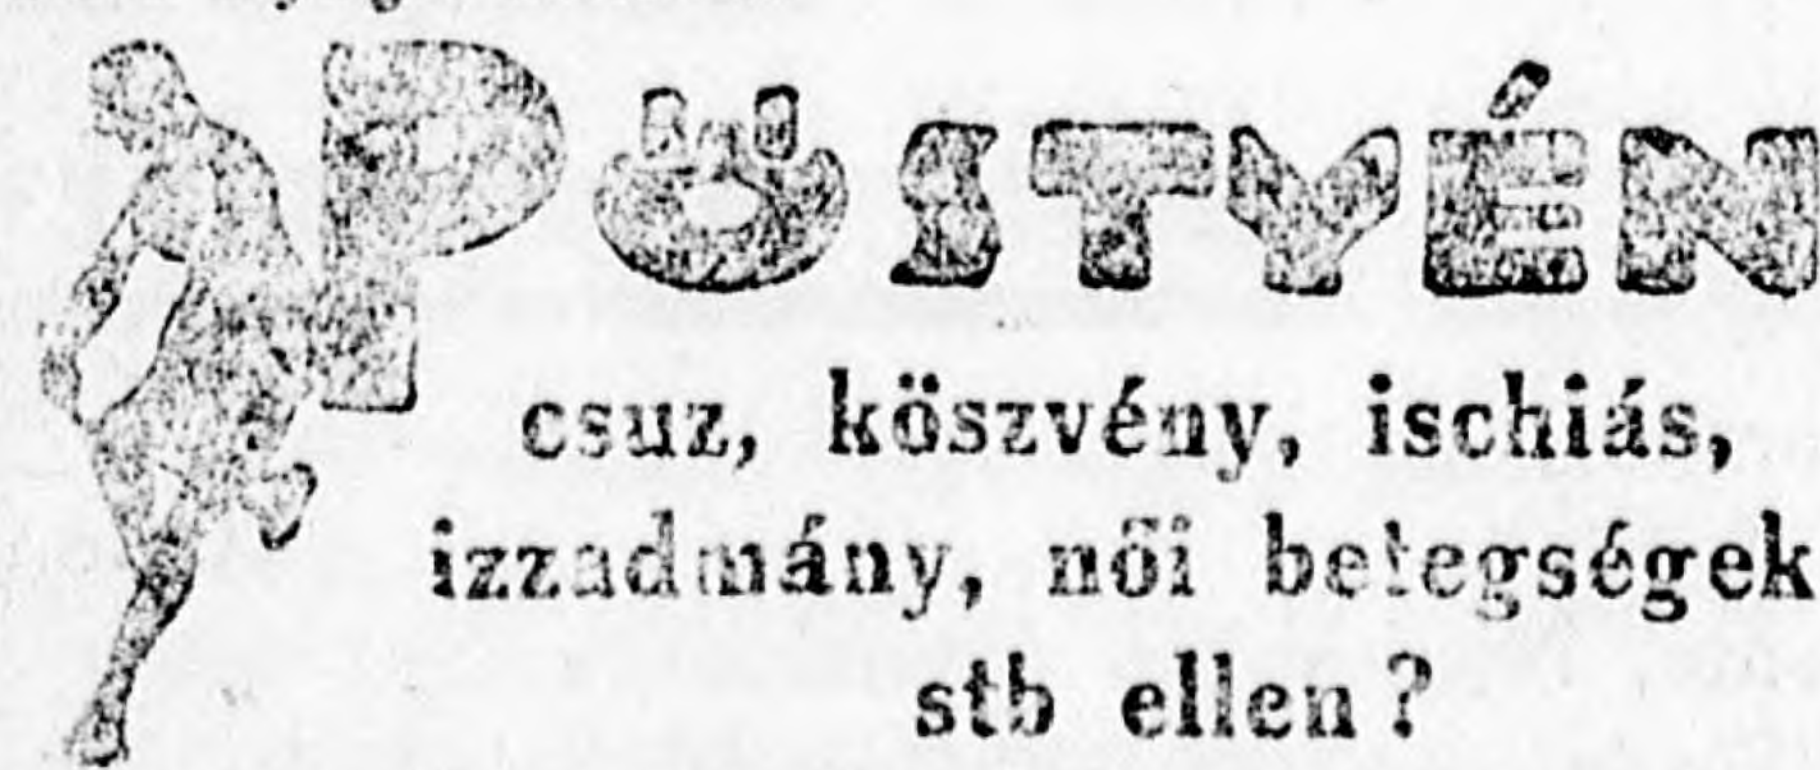 PÖSTYÉN
csuz, köszvény, ischiás,
izzadmány, női betegségek
stb ellen?